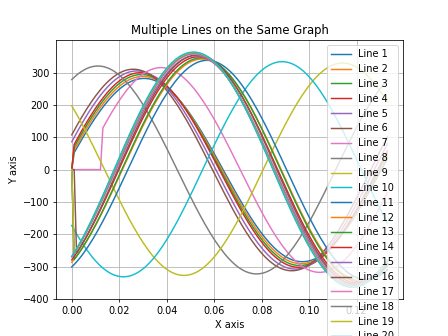 Multiple Lines on the Same Graph
Y axis
300
200
100
0
−100
−200
−300
−400
0.00
0.02
0.04
0.06
0.08
0.10
X axis
Line 1
Line 2
Line 3
Line 4
Line 5
Line 6
Line 7
Line 8
Line 9
Line 10
Line 11
Line 12
Line 13
Line 14
Line 15
Line 16
Line 17
Line 18
Line 19
Line 20